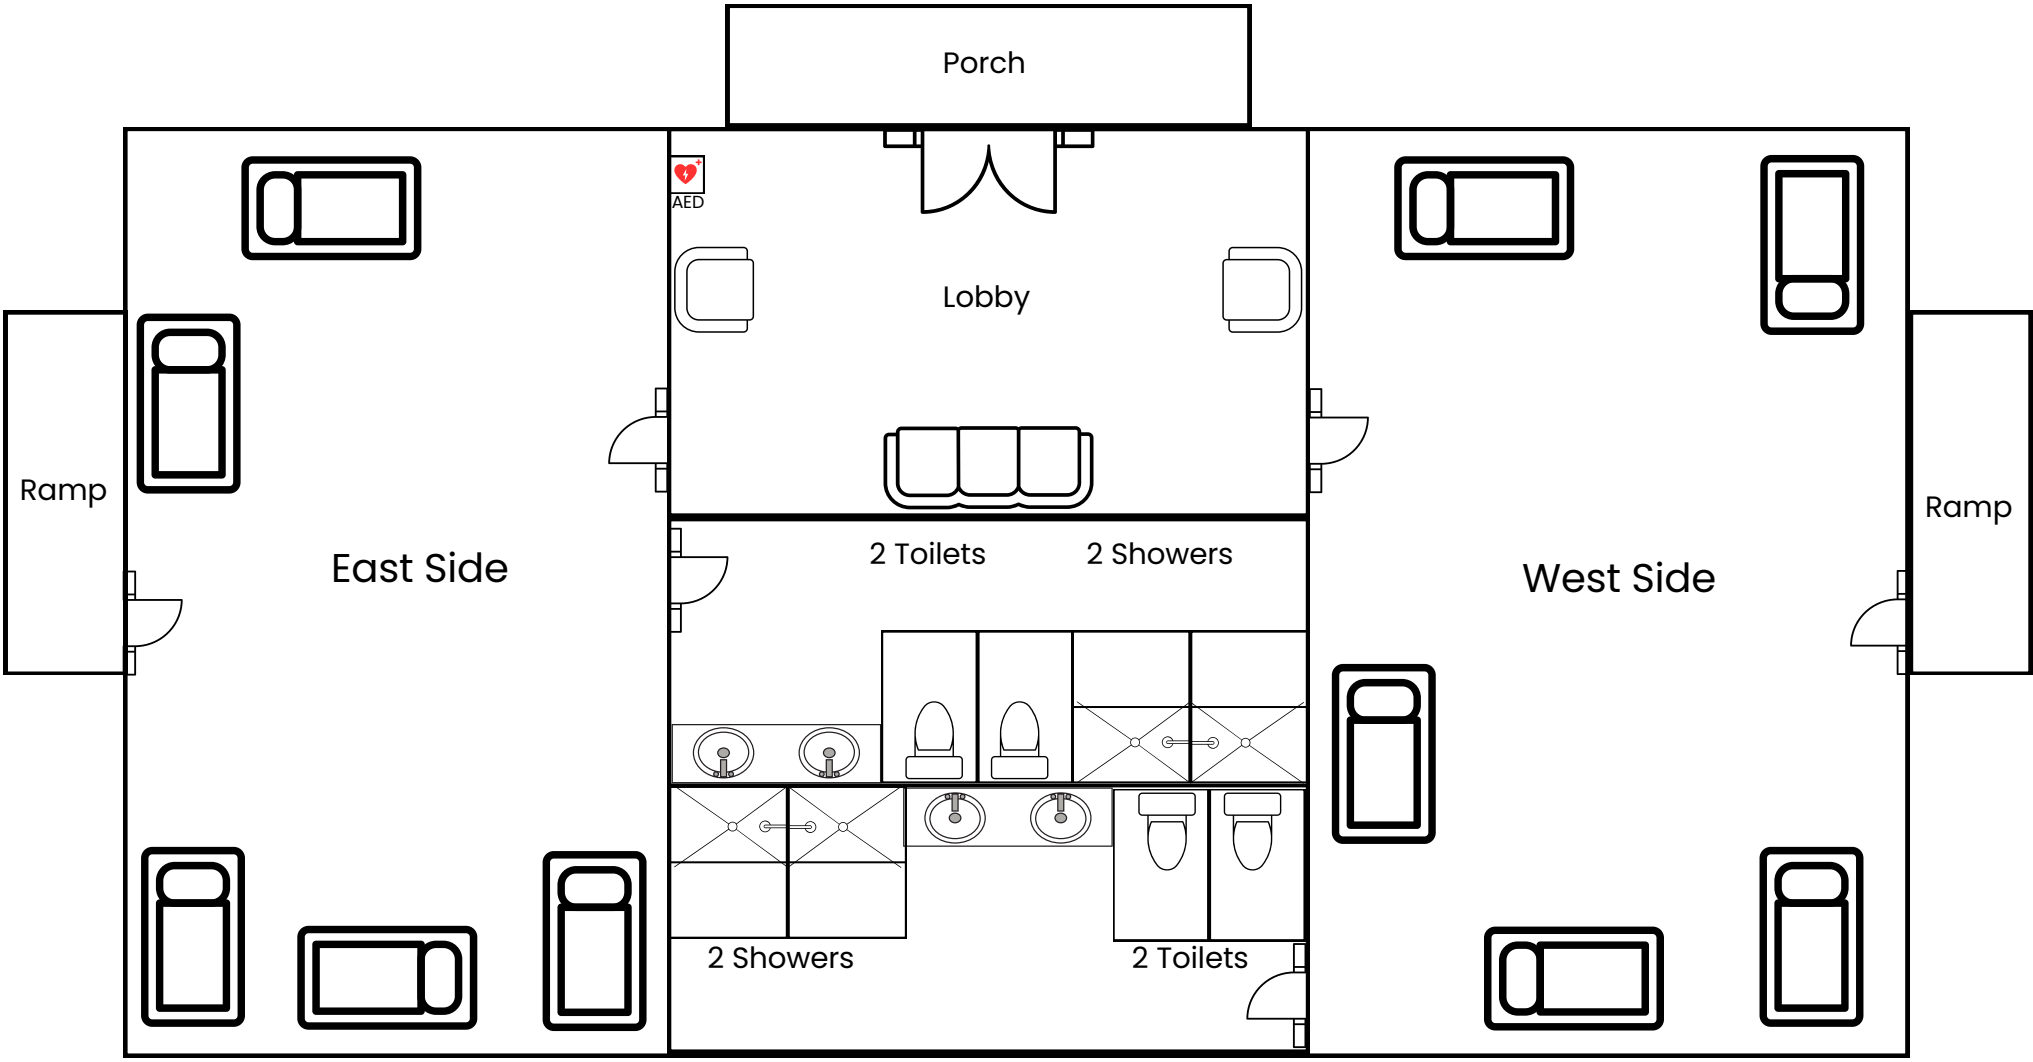 Porch
AED
Lobby
Ramp
Ramp
2 Toilets
2 Showers
East Side
West Side
2 Showers
2 Toilets